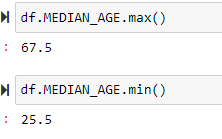 df.MEDIAN_AGE.max()
: 67.5
df.MEDIAN_AGE.min()
: 25.5